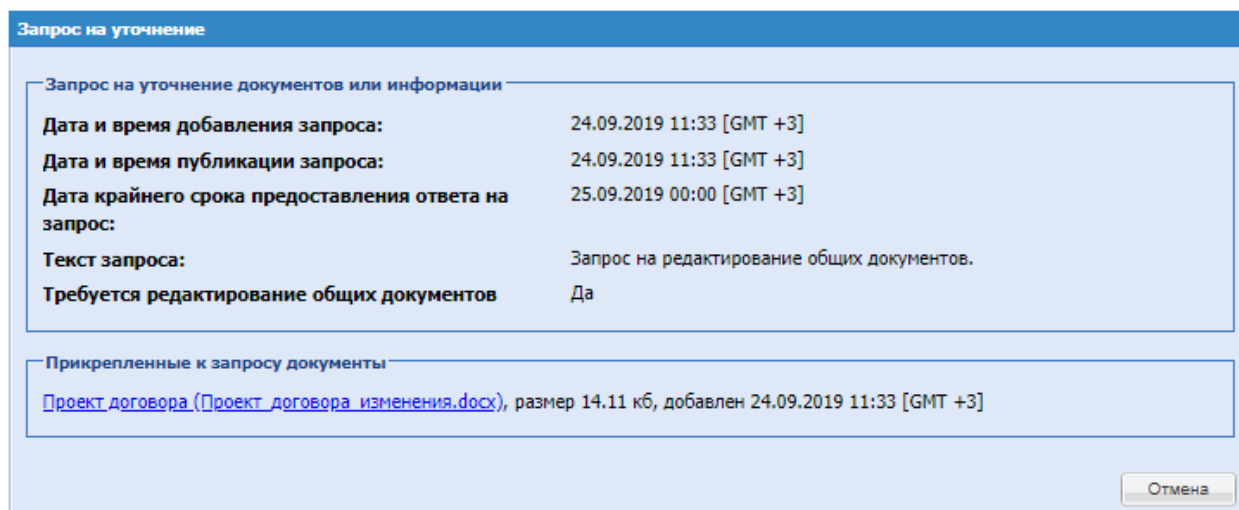 Запрос на уточнение
Запрос на уточнение документов или информации
Дата и время добавления запроса: 24.09.2019 11:33 [GMT +3]
Дата и время публикации запроса: 24.09.2019 11:33 [GMT +3]
Дата крайнего срока предоставления ответа на 25.09.2019 00:00 [GMT +3]
запрос:
Текст запроса: Запрос на редактирование общих документов.
Требуется редактирование общих документов Да
Прикрепленные к запросу документы
Проект договора (Проект_договора_изменения.docx), размер 14.11 кб, добавлен 24.09.2019 11:33 [GMT +3]
Отмена